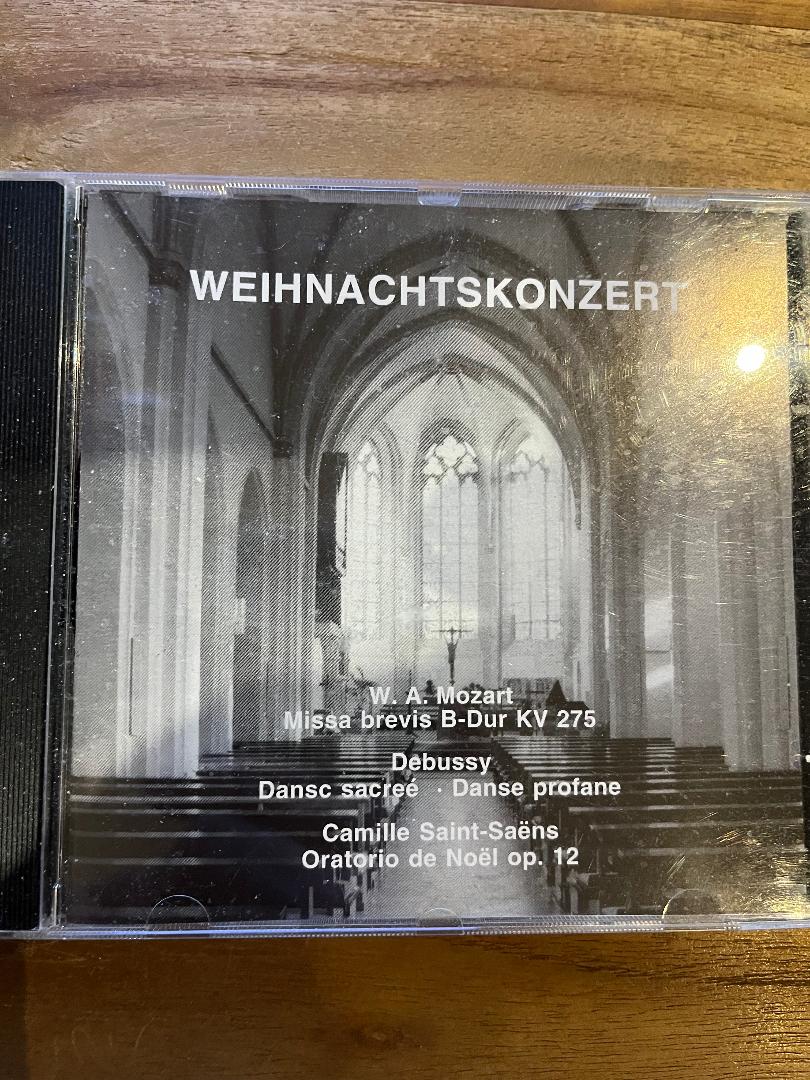 WEIHNACHTSKONZERT
W. A. Mozart
Missa brevis B-Dur KV 275
Debussy
Dansc sacreé · Danse profane
Camille Saint-Saëns
Oratorio de Noël op. 12